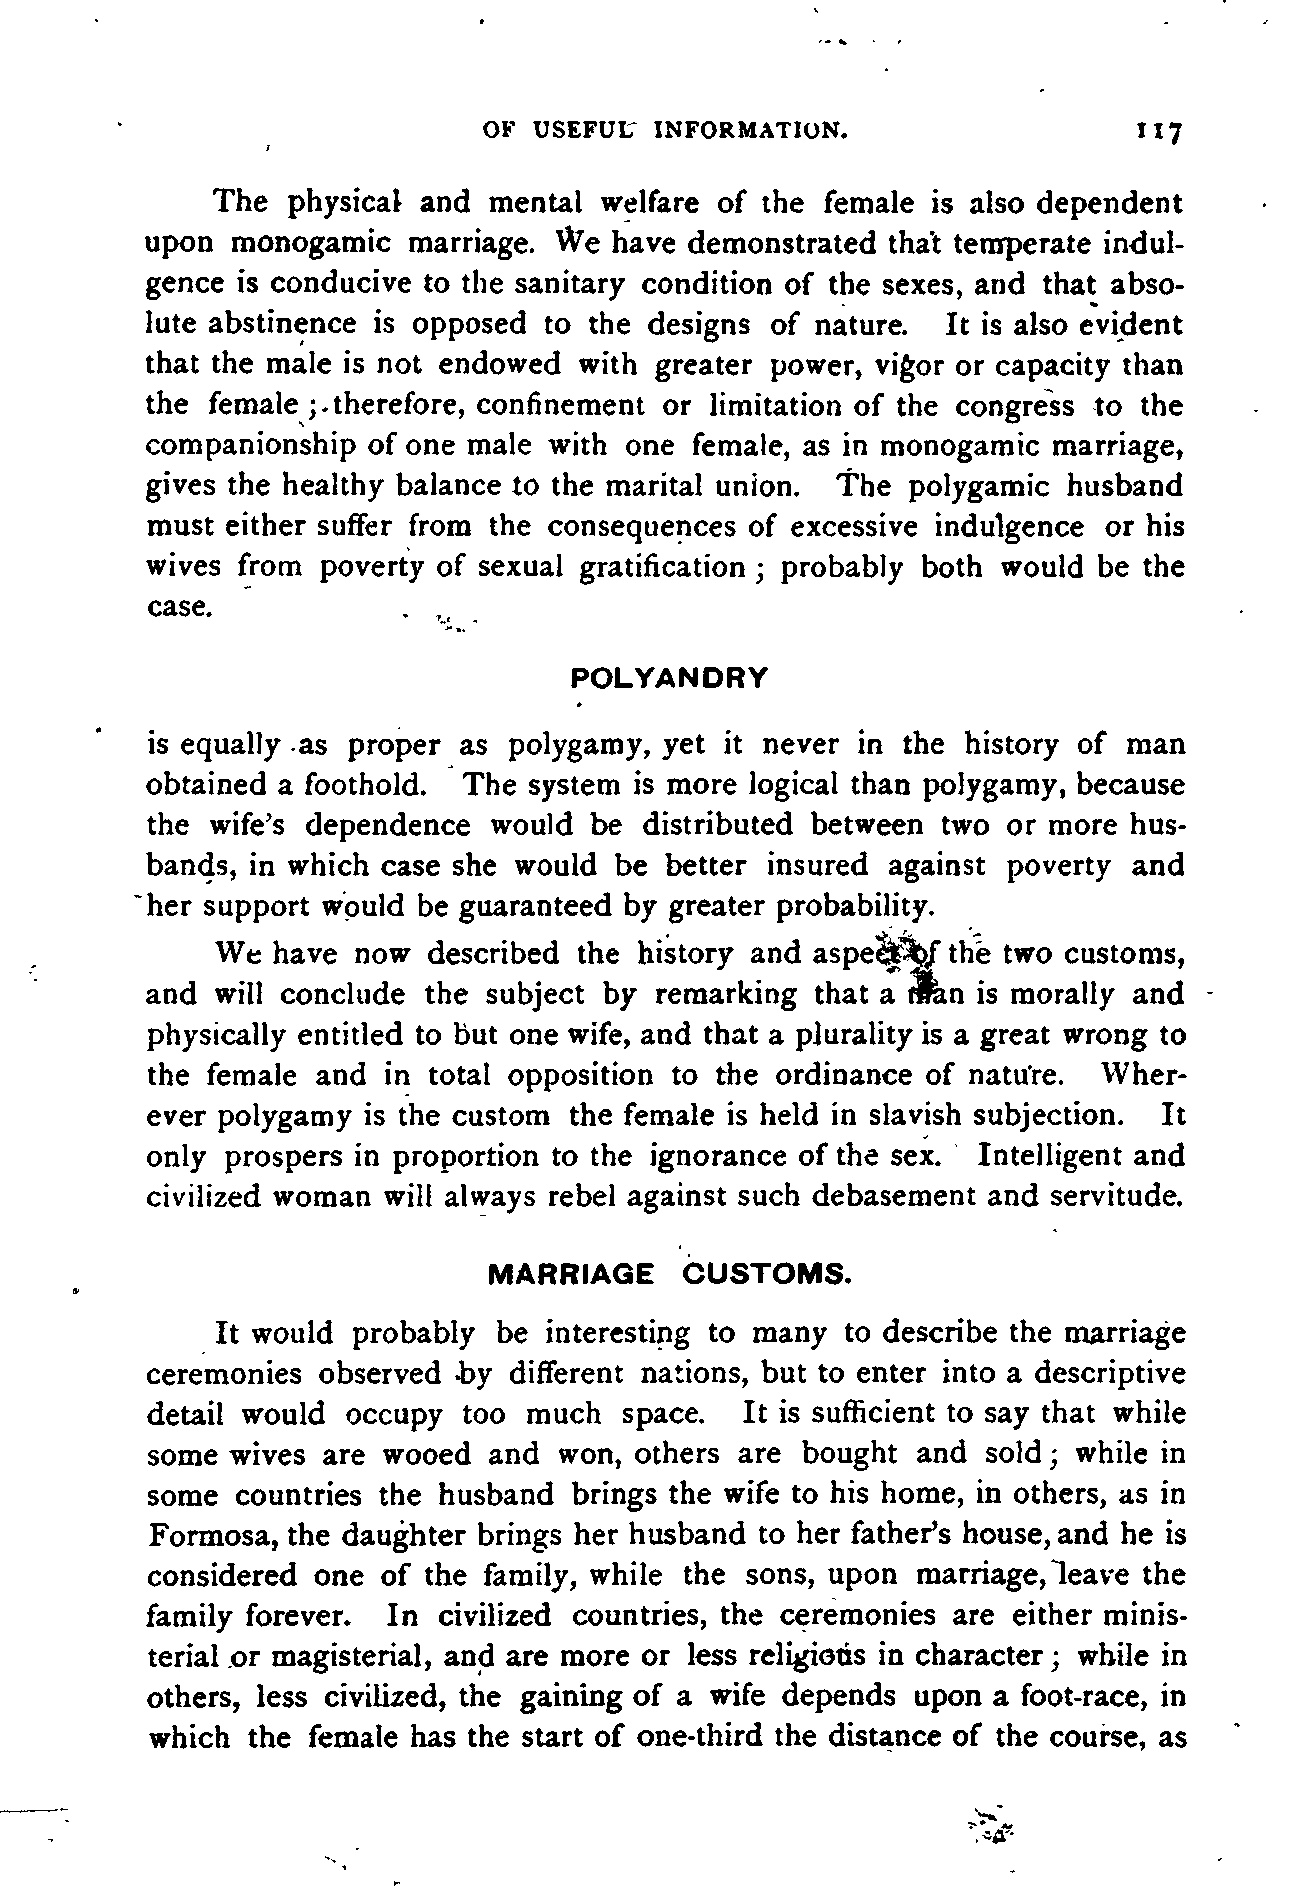 OF USEFUL INFORMATION. 117
The physical and mental welfare of the female is also dependent
upon monogamic marriage. We have demonstrated that temperate indul-
gence is conducive to the sanitary condition of the sexes, and that abso-
lute abstinence is opposed to the designs of nature. It is also evident
that the male is not endowed with greater power, vigor or capacity than
the female ; therefore, confinement or limitation of the congress to the
companionship of one male with one female, as in monogamic marriage,
gives the healthy balance to the marital union. The polygamic husband
must either suffer from the consequences of excessive indulgence or his
wives from poverty of sexual gratification ; probably both would be the
case.
POLYANDRY
is equally as proper as polygamy, yet it never in the history of man
obtained a foothold. The system is more logical than polygamy, because
the wife's dependence would be distributed between two or more hus-
bands, in which case she would be better insured against poverty and
her support would be guaranteed by greater probability.
We have now described the history and aspect of the two customs,
and will conclude the subject by remarking that a man is morally and
physically entitled to but one wife, and that a plurality is a great wrong to
the female and in total opposition to the ordinance of nature. Wher-
ever polygamy is the custom the female is held in slavish subjection. It
only prospers in proportion to the ignorance of the sex. Intelligent and
civilized woman will always rebel against such debasement and servitude.
MARRIAGE CUSTOMS.
It would probably be interesting to many to describe the marriage
ceremonies observed by different nations, but to enter into a descriptive
detail would occupy too much space. It is sufficient to say that while
some wives are wooed and won, others are bought and sold ; while in
some countries the husband brings the wife to his home, in others, as in
Formosa, the daughter brings her husband to her father's house, and he is
considered one of the family, while the sons, upon marriage, leave the
family forever. In civilized countries, the ceremonies are either minis-
terial or magisterial, and are more or less religious in character ; while in
others, less civilized, the gaining of a wife depends upon a foot-race, in
which the female has the start of one-third the distance of the course, as